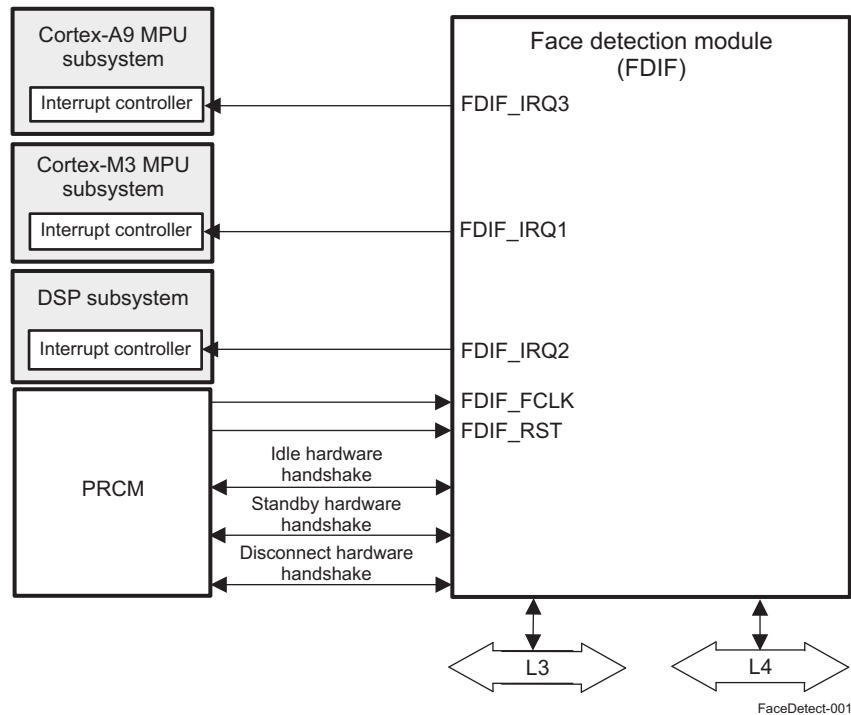 Cortex-A9 MPU
subsystem
Interrupt controller
Cortex-M3 MPU
subsystem
Interrupt controller
DSP subsystem
Interrupt controller
PRCM
Face detection module
(FDIF)
FDIF_IRQ3
FDIF_IRQ1
FDIF_IRQ2
FDIF_FCLK
FDIF_RST
Idle hardware
handshake
Standby hardware
handshake
Disconnect hardware
handshake
L3
L4
FaceDetect-001